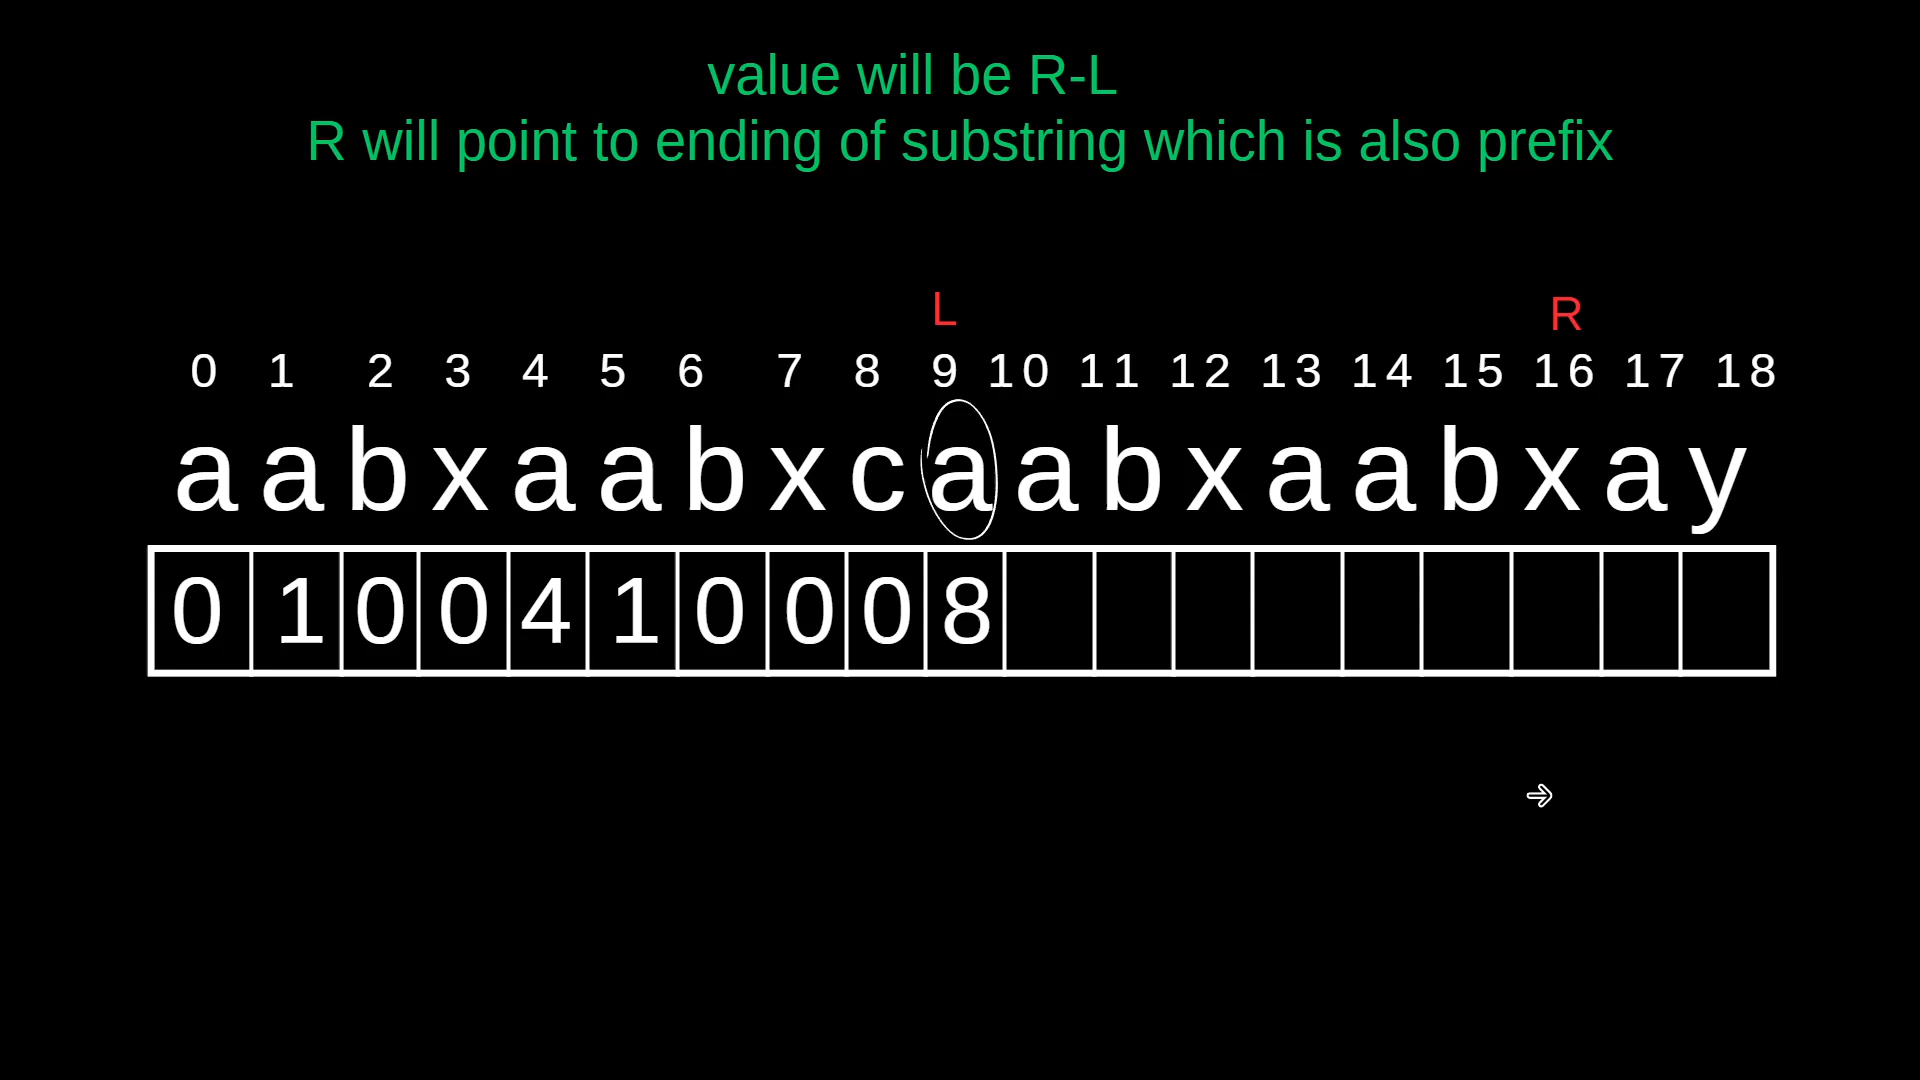 value will be R-L
R will point to ending of substring which is also prefix
L R
0 1 2 3 4 5 6 7 8 9 10 11 12 13 14 15 16 17 18
a a b x a a b x c a a b x a a b x a y
0 1 0 0 4 1 0 0 0 8